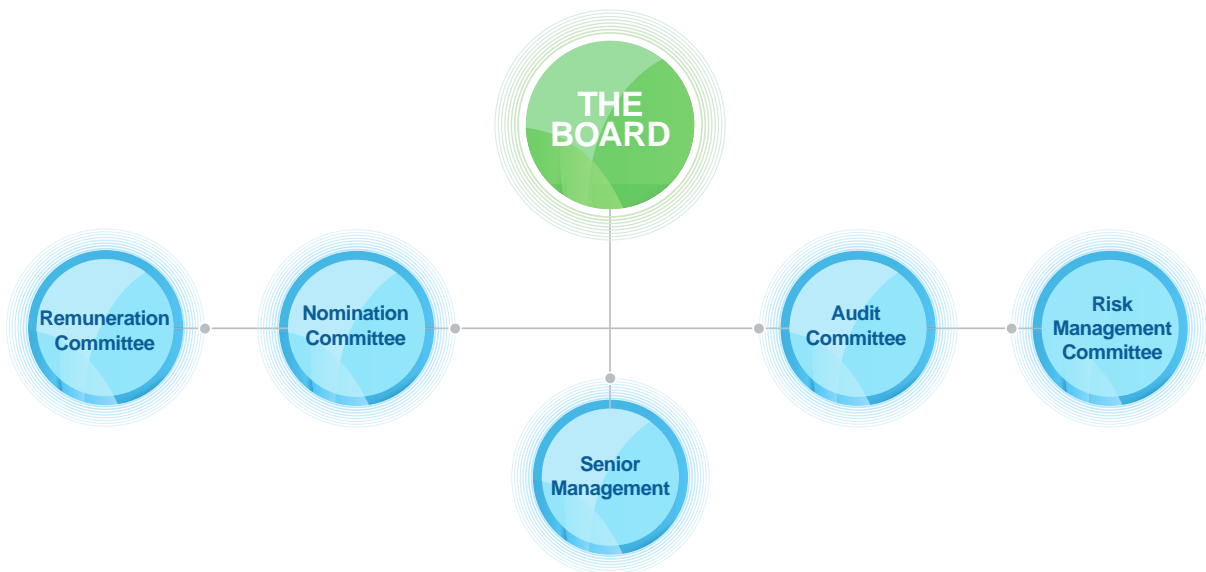 THE
BOARD
Remuneration
Committee
Nomination
Committee
Audit
Committee
Risk
Management
Committee
Senior
Management